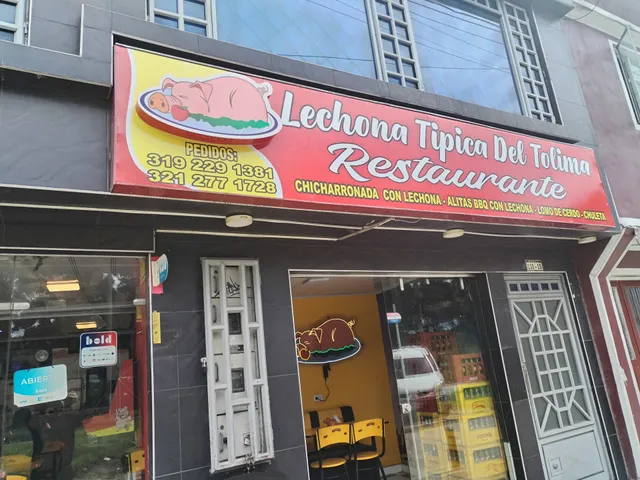 Lechona Tipica Del Tolima
Restaurante
PEDIDOS:
319 229 1381
321 277 1728
CHICHARRONADA CON LECHONA - ALITAS BBQ CON LECHONA - LOMO DE CERDO - CHULETA
bold
ABIERTO